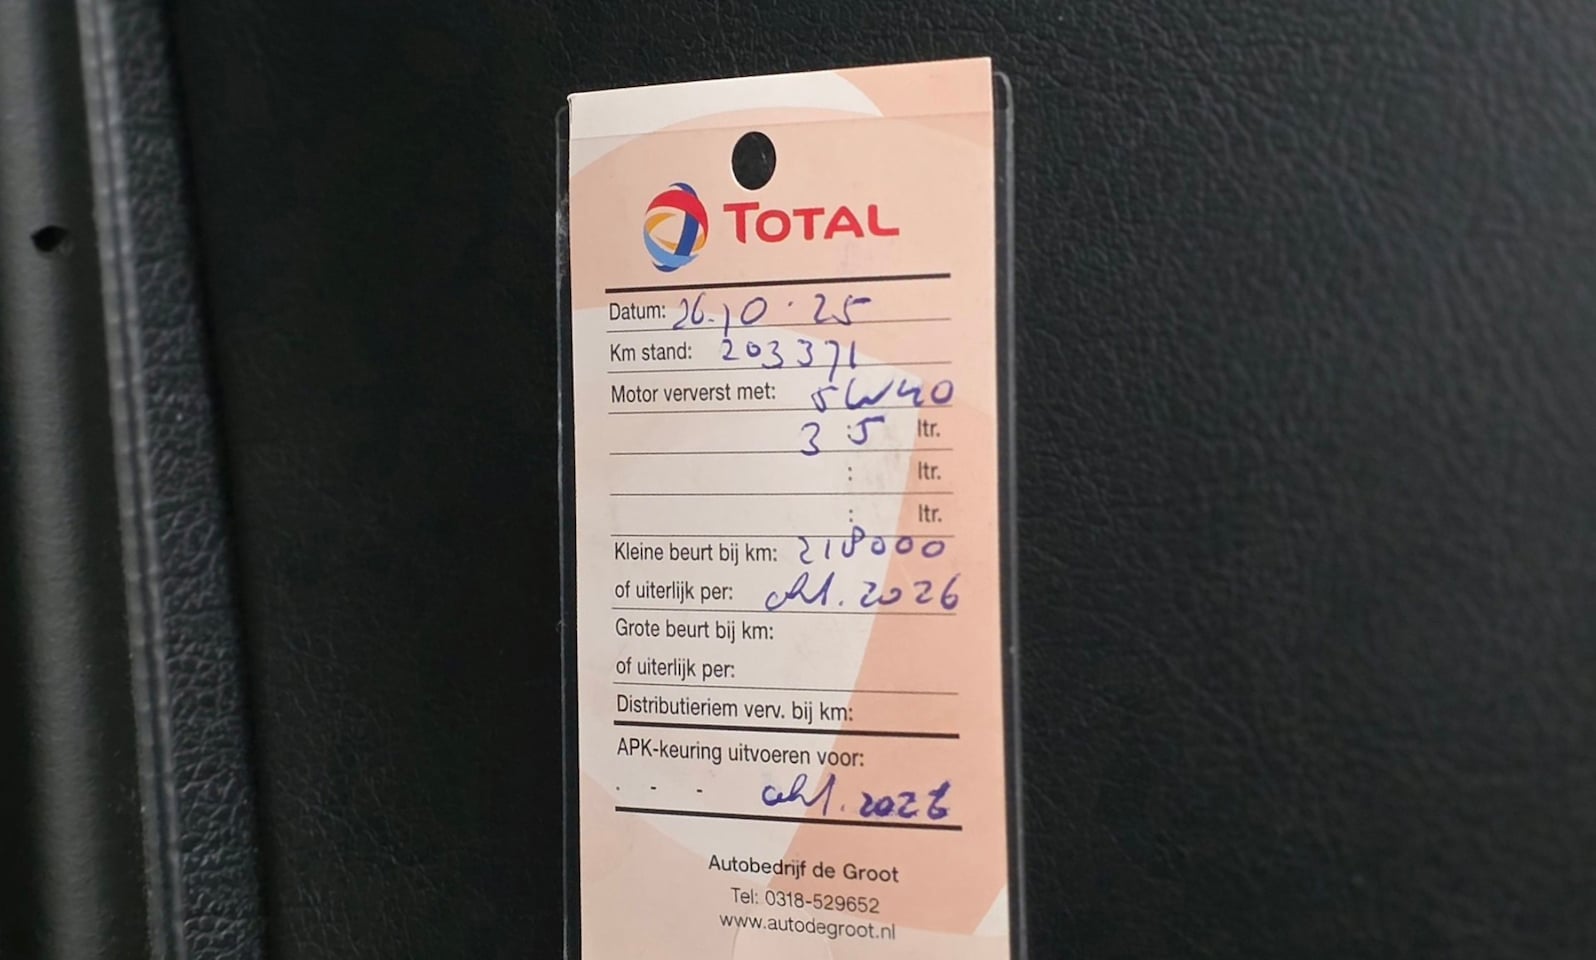 TOTAL
Datum: 26.10.25
Km stand: 203371
Motor ververst met: 5W40
3:5 ltr.
: ltr.
: ltr.
Kleine beurt bij km: 218000
of uiterlijk per: okt. 2026
Grote beurt bij km:
of uiterlijk per:
Distributieriem verv. bij km:
APK-keuring uitvoeren voor:
. - - okt. 2026
Autobedrijf de Groot
Tel: 0318-529652
www.autodegroot.nl